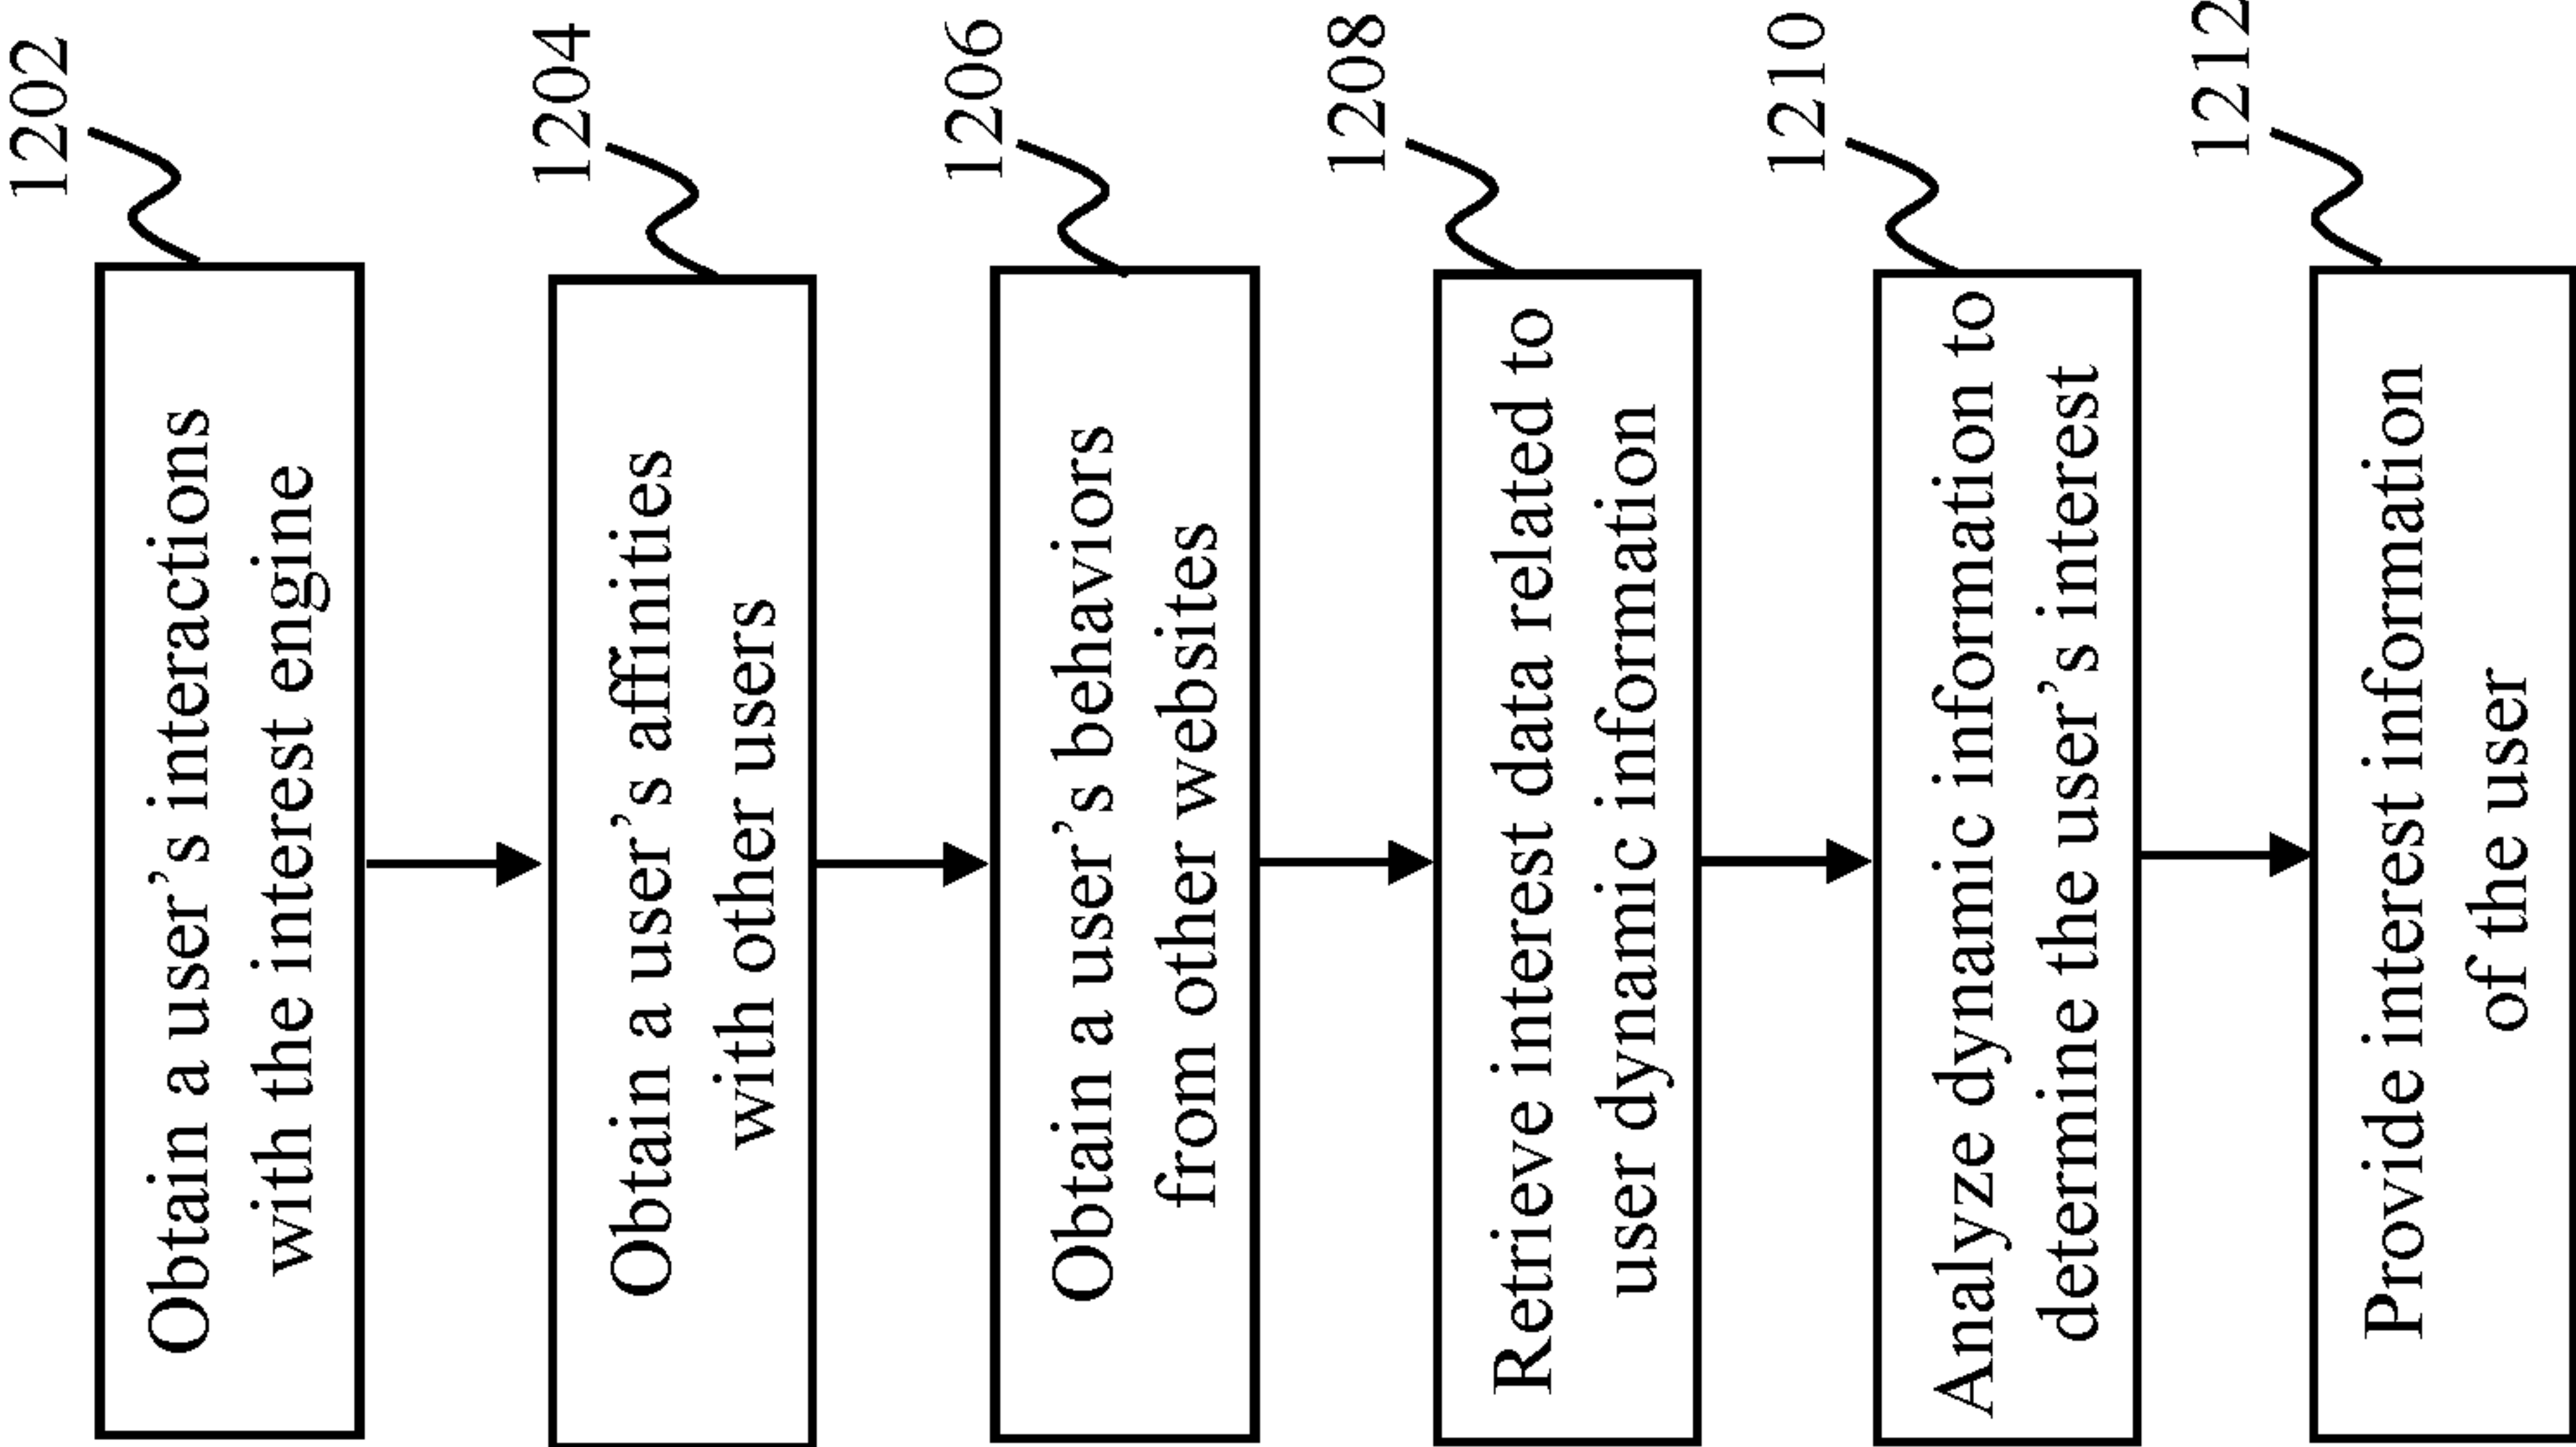 1202
Obtain a user’s interactions
with the interest engine
1204
Obtain a user’s affinities
with other users
1206
Obtain a user’s behaviors
from other websites
1208
Retrieve interest data related to
user dynamic information
1210
Analyze dynamic information to
determine the user’s interest
1212
Provide interest information
of the user